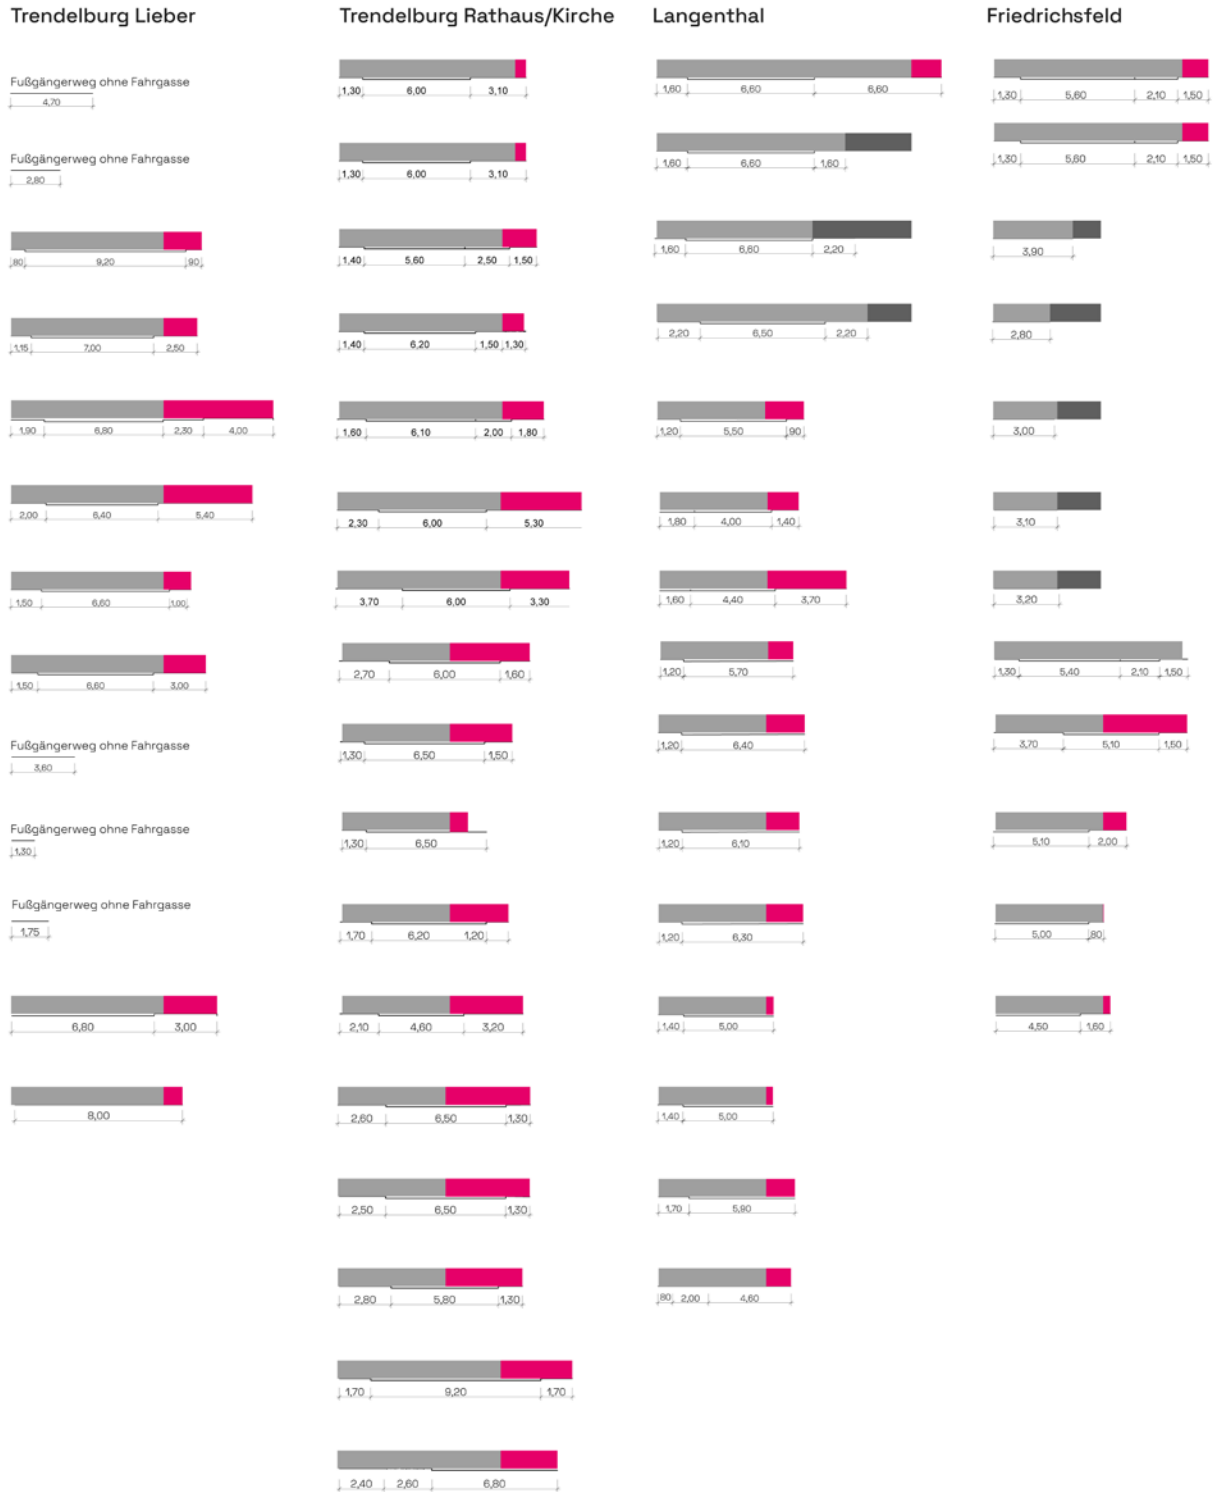 Trendelburg Lieber
Fußgängerweg ohne Fahrgasse
4,70
Fußgängerweg ohne Fahrgasse
2,80
80 9,20 90
1,15 7,00 2,50
1,90 6,80 2,30 4,00
2,00 6,40 5,40
1,50 6,60 1,00
1,50 6,60 3,00
Fußgängerweg ohne Fahrgasse
3,60
Fußgängerweg ohne Fahrgasse
1,30
Fußgängerweg ohne Fahrgasse
1,75
6,80 3,00
8,00
Trendelburg Rathaus/Kirche
1,30 6,00 3,10
1,30 6,00 3,10
1,40 5,60 2,50 1,50
1,40 6,20 1,50 1,30
1,60 6,10 2,00 1,80
2,30 6,00 5,30
3,70 6,00 3,30
2,70 6,00 1,60
1,30 6,50 1,50
1,30 6,50
1,70 6,20 1,20
2,10 4,60 3,20
2,60 6,50 1,30
2,50 6,50 1,30
2,80 5,80 1,30
1,70 9,20 1,70
2,40 2,60 6,80
Langenthal
1,60 6,60 6,60
1,60 6,60 1,60
1,60 6,60 2,20
2,20 6,50 2,20
1,20 5,50 90
1,80 4,00 1,40
1,60 4,40 3,70
1,20 5,70
1,20 6,40
1,20 6,10
1,20 6,30
1,40 5,00
1,40 5,00
1,70 5,90
80 2,00 4,60
Friedrichsfeld
1,30 5,60 2,10 1,50
1,30 5,60 2,10 1,50
3,90
2,80
3,00
3,10
3,20
1,30 5,40 2,10 1,50
3,70 5,10 1,50
5,10 2,00
5,00 80
4,50 1,60